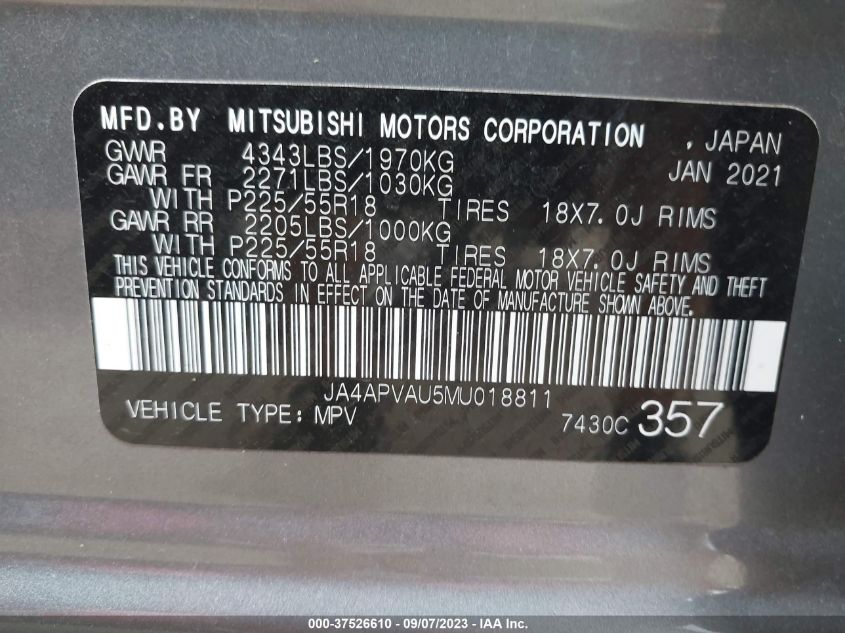 MFD.BY MITSUBISHI MOTORS CORPORATION , JAPAN
GVWR 4343LBS/1970KG JAN 2021
GAWR FR 2271LBS/1030KG
WITH P225/55R18 TIRES 18X7.0J RIMS
GAWR RR 2205LBS/1000KG
WITH P225/55R18 TIRES 18X7.0J RIMS
THIS VEHICLE CONFORMS TO ALL APPLICABLE FEDERAL MOTOR VEHICLE SAFETY AND THEFT
PREVENTION STANDARDS IN EFFECT ON THE DATE OF MANUFACTURE SHOWN ABOVE.
JA4APVAU5MU018811
VEHICLE TYPE: MPV 7430C 357
000-37526610 - 09/07/2023 - © IAA Inc.